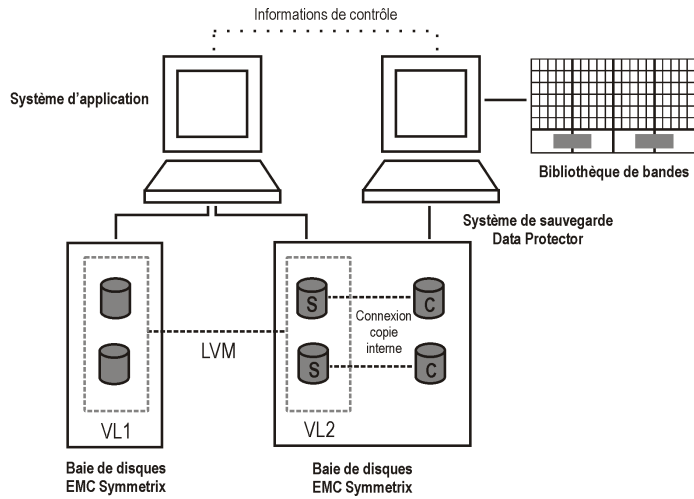 Informations de contrôle
Système d'application
Bibliothèque de bandes
Système de sauvegarde
Data Protector
S
C
Connexion
copie
interne
LVM
S
C
VL1
VL2
Baie de disques
EMC Symmetrix
Baie de disques
EMC Symmetrix